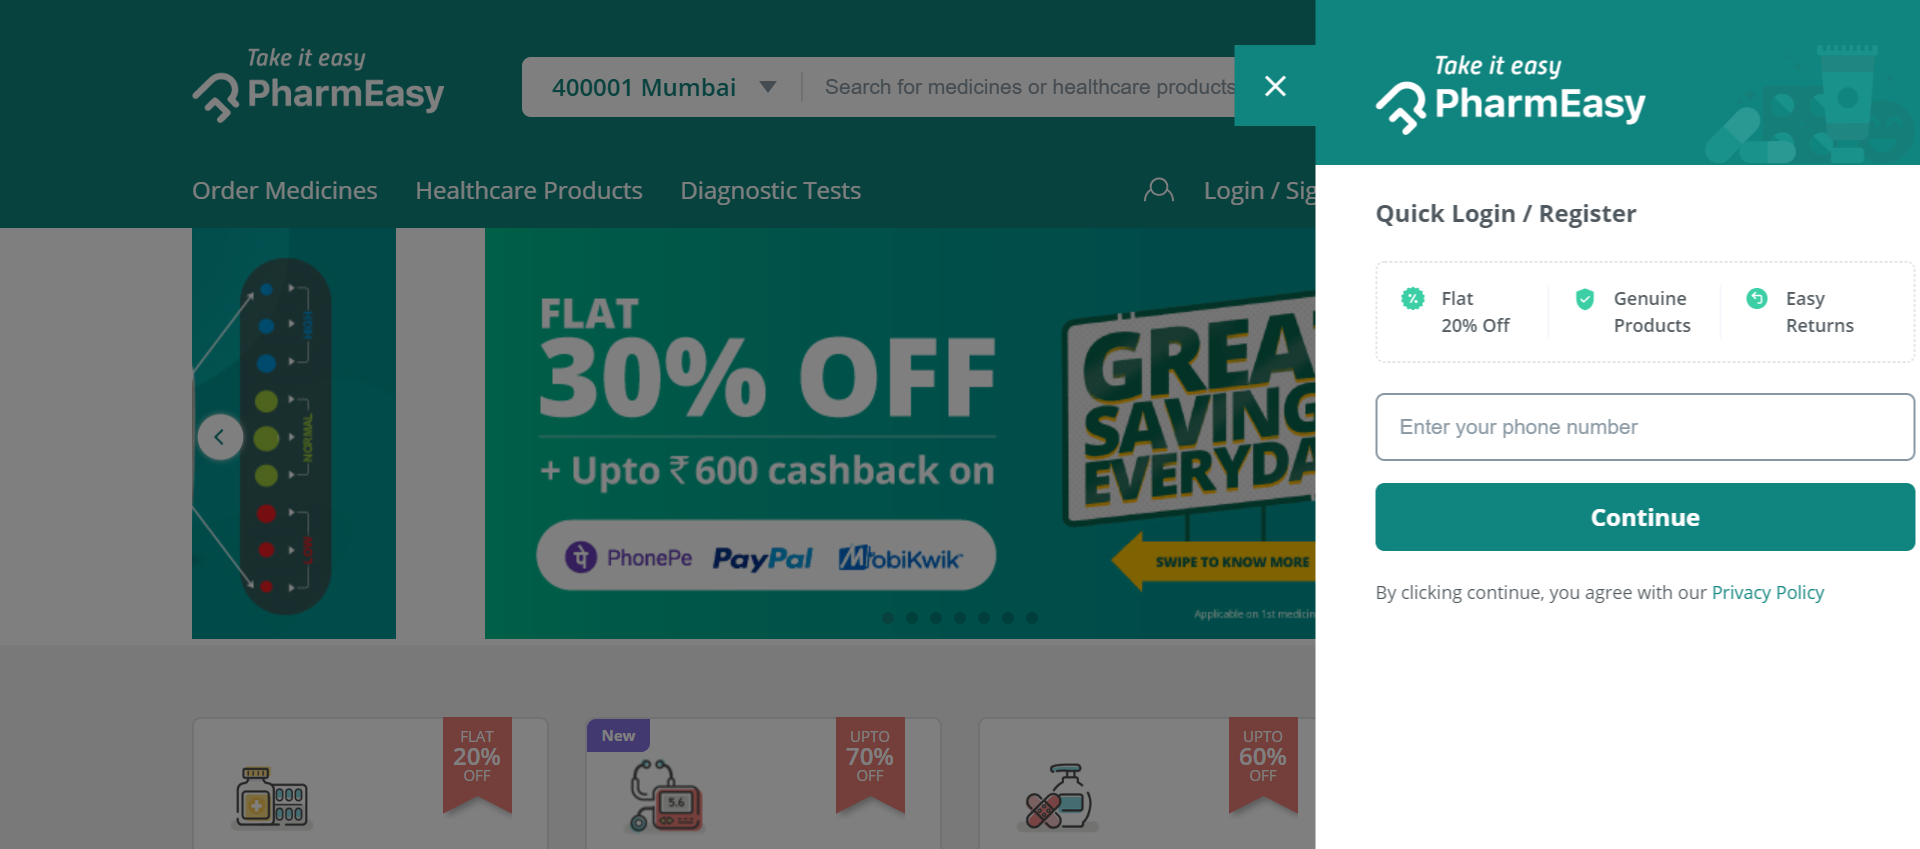 Take it easy
PharmEasy
400001 Mumbai
Search for medicines or healthcare products
Order Medicines
Healthcare Products
Diagnostic Tests
Login / Sig
HIGH
NORMAL
LOW
FLAT
30% OFF
+ Upto ₹600 cashback on
PhonePe
PayPal
MobiKwik
GREA
SAVING
EVERYDA
SWIPE TO KNOW MORE
Applicable on 1st medicin
FLAT
20%
OFF
New
UPTO
70%
OFF
5.6
UPTO
60%
OFF
Take it easy
PharmEasy
Quick Login / Register
Flat
20% Off
Genuine
Products
Easy
Returns
Enter your phone number
Continue
By clicking continue, you agree with our Privacy Policy